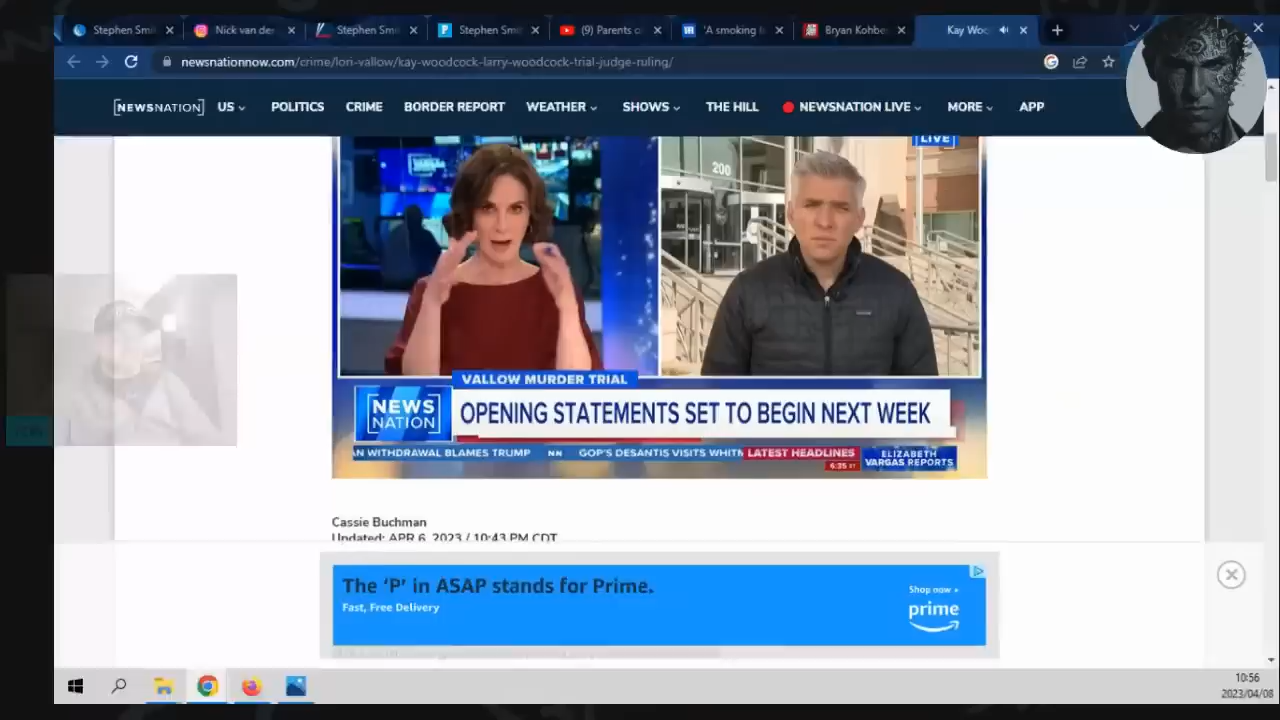 Stephen Smi
Nick van der
Stephen Smi
Stephen Smit
(9) Parents o
'A smoking
Bryan Kohbe
Kay Woo
newsnationnow.com/crime/lori-vallow/kay-woodcock-larry-woodcock-trial-judge-ruling/
[NEWSNATION]
US
POLITICS
CRIME
BORDER REPORT
WEATHER
SHOWS
THE HILL
NEWSNATION LIVE
MORE
APP
LIVE
200
VALLOW MURDER TRIAL
NEWS
NATION
OPENING STATEMENTS SET TO BEGIN NEXT WEEK
AN WITHDRAWAL BLAMES TRUMP NN GOP'S DESANTIS VISITS WHITN
LATEST HEADLINES
6:35 ET
ELIZABETH
VARGAS REPORTS
Cassie Buchman
Updated: APR 6, 2023 / 10:43 PM CDT
The 'P' in ASAP stands for Prime.
Fast, Free Delivery
Shop now
prime
10:56
2023/04/08